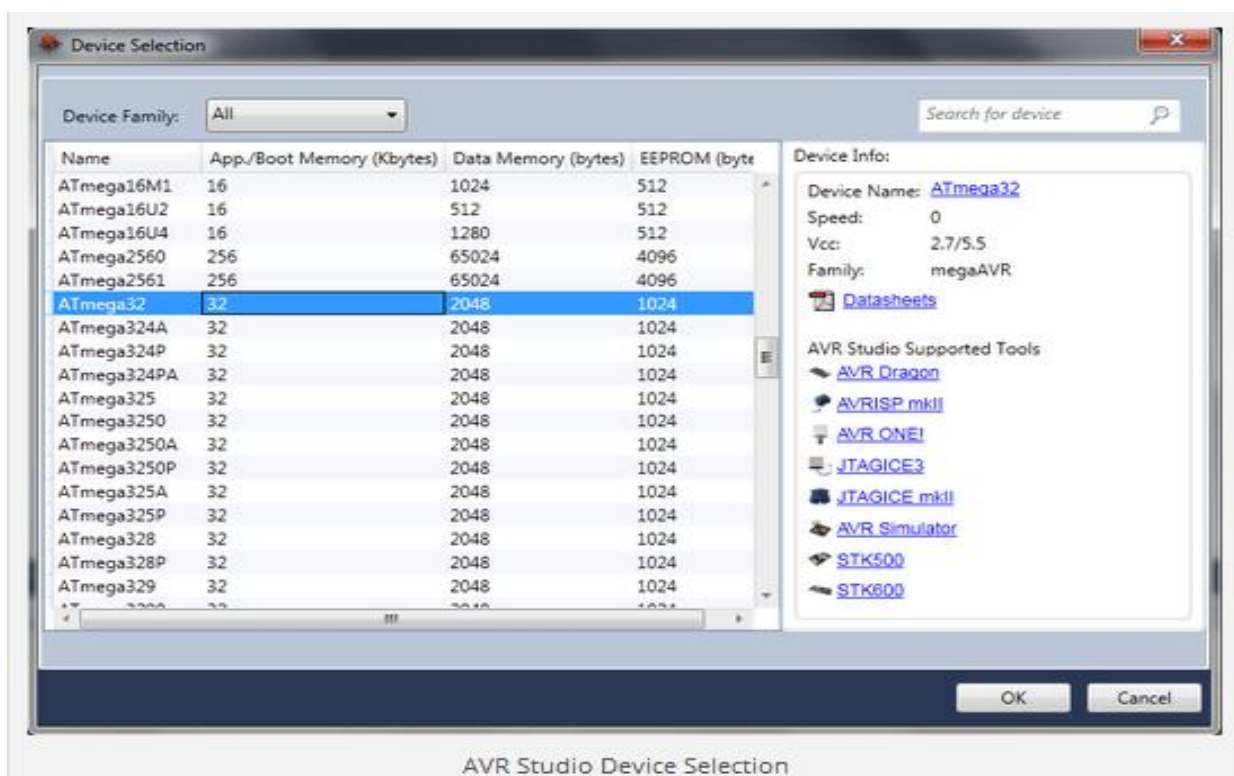 Device Selection
Device Family: All
Search for device
Name App./Boot Memory (Kbytes) Data Memory (bytes) EEPROM (byte
ATmega16M1 16 1024 512
ATmega16U2 16 512 512
ATmega16U4 16 1280 512
ATmega2560 256 65024 4096
ATmega2561 256 65024 4096
ATmega32 32 2048 1024
ATmega324A 32 2048 1024
ATmega324P 32 2048 1024
ATmega324PA 32 2048 1024
ATmega325 32 2048 1024
ATmega3250 32 2048 1024
ATmega3250A 32 2048 1024
ATmega3250P 32 2048 1024
ATmega325A 32 2048 1024
ATmega325P 32 2048 1024
ATmega328 32 2048 1024
ATmega328P 32 2048 1024
ATmega329 32 2048 1024
Device Info:
Device Name: ATmega32
Speed: 0
Vcc: 2.7/5.5
Family: megaAVR
Datasheets
AVR Studio Supported Tools
AVR Dragon
AVRISP mkII
AVR ONE!
JTAGICE3
JTAGICE mkII
AVR Simulator
STK500
STK600
OK Cancel
AVR Studio Device Selection